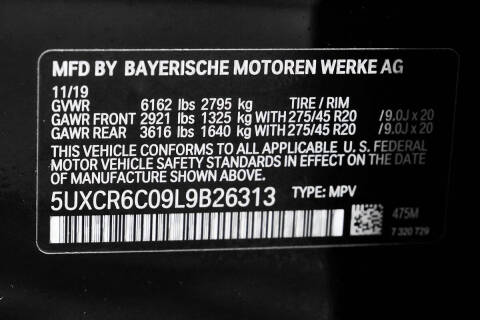 MFD BY BAYERISCHE MOTOREN WERKE AG
11/19
GVWR 6162 lbs 2795 kg TIRE / RIM
GAWR FRONT 2921 lbs 1325 kg WITH 275/45 R20 /9.0J x 20
GAWR REAR 3616 lbs 1640 kg WITH 275/45 R20 /9.0J x 20
THIS VEHICLE CONFORMS TO ALL APPLICABLE U. S. FEDERAL
MOTOR VEHICLE SAFETY STANDARDS IN EFFECT ON THE DATE
OF MANUFACTURE SHOWN ABOVE.
5UXCR6C09L9B26313 TYPE: MPV
475M
7 320 729